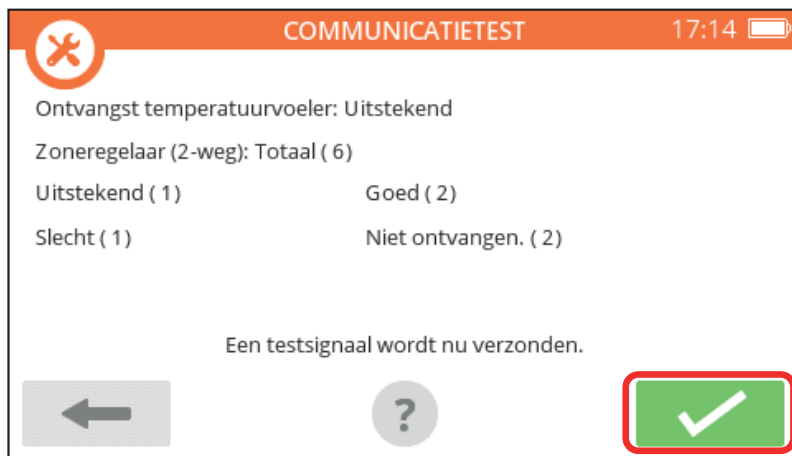 COMMUNICATIETEST 17:14
Ontvangst temperatuurvoeler: Uitstekend
Zoneregelaar (2-weg): Totaal ( 6)
Uitstekend ( 1) Goed ( 2)
Slecht ( 1) Niet ontvangen. ( 2)
Een testsignaal wordt nu verzonden.
?